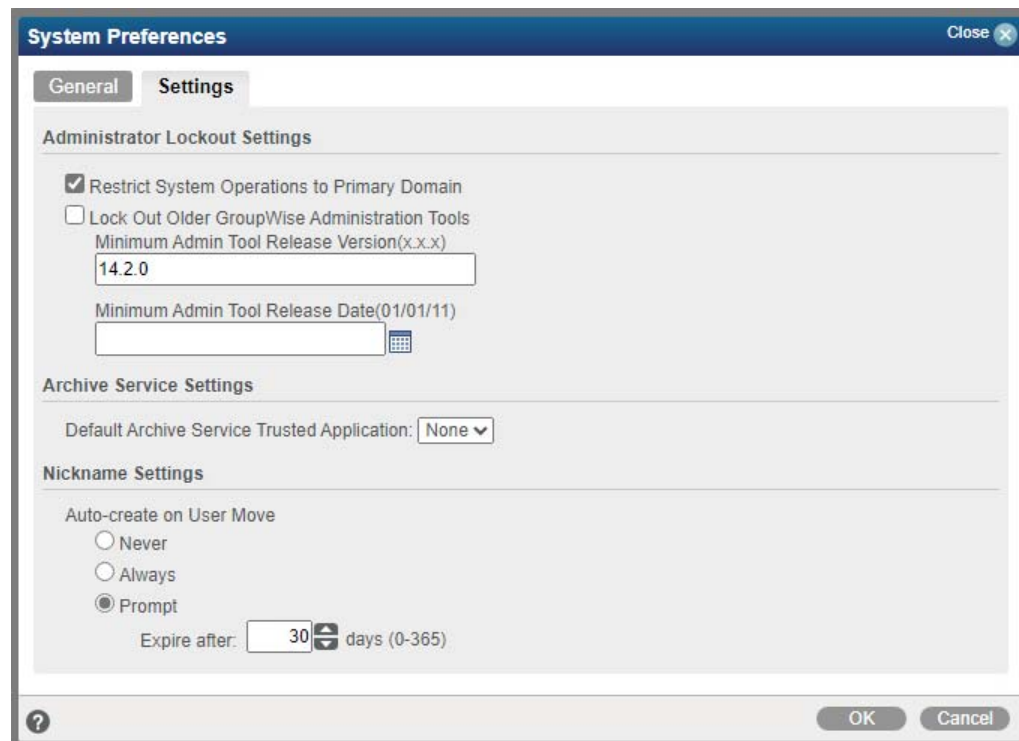 System Preferences
Close
General
Settings
Administrator Lockout Settings
Restrict System Operations to Primary Domain
Lock Out Older GroupWise Administration Tools
Minimum Admin Tool Release Version(x.x.x)
14.2.0
Minimum Admin Tool Release Date(01/01/11)
Archive Service Settings
Default Archive Service Trusted Application: None
Nickname Settings
Auto-create on User Move
Never
Always
Prompt
Expire after: 30 days (0-365)
?
OK
Cancel